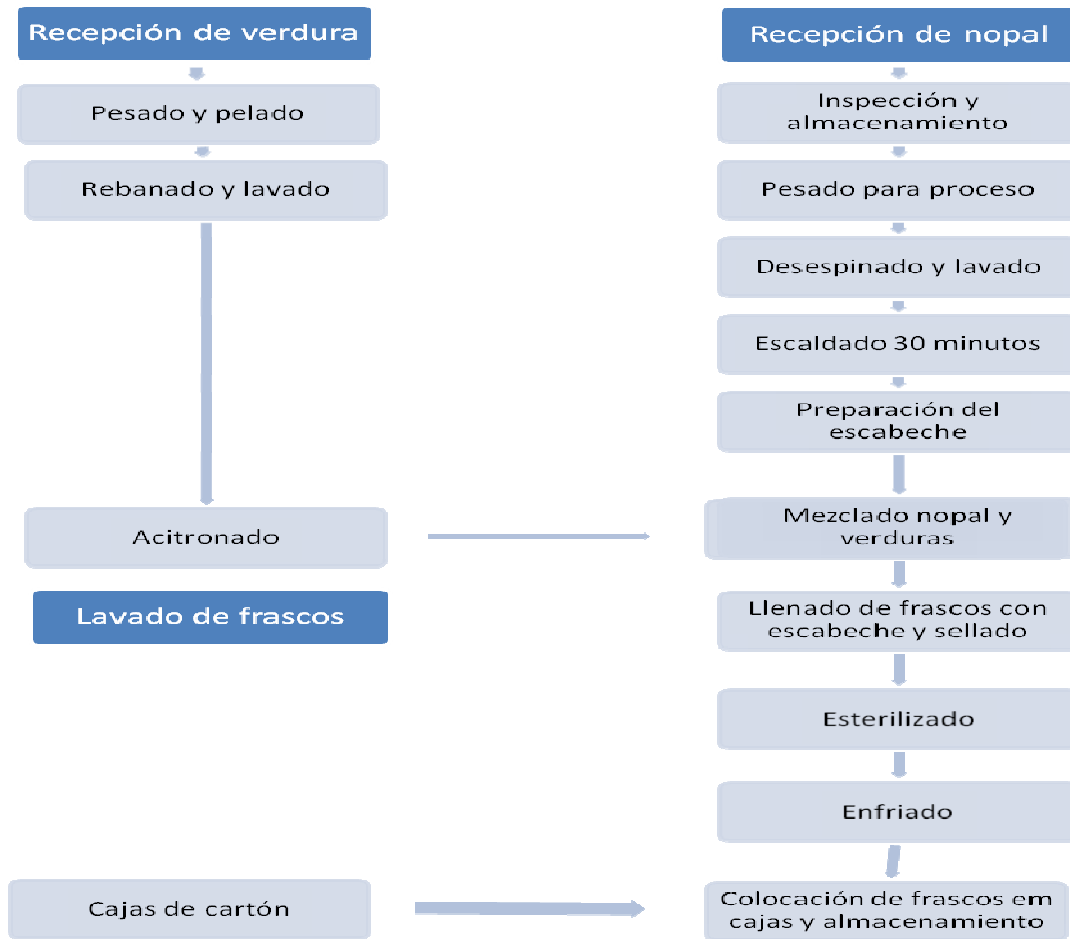 Recepción de verdura
Pesado y pelado
Rebanado y lavado
Acitronado
Lavado de frascos
Cajas de cartón
Recepción de nopal
Inspección y
almacenamiento
Pesado para proceso
Desespinado y lavado
Escaldado 30 minutos
Preparación del
escabeche
Mezclado nopal y
verduras
Llenado de frascos con
escabeche y sellado
Esterilizado
Enfriado
Colocación de frascos em
cajas y almacenamiento